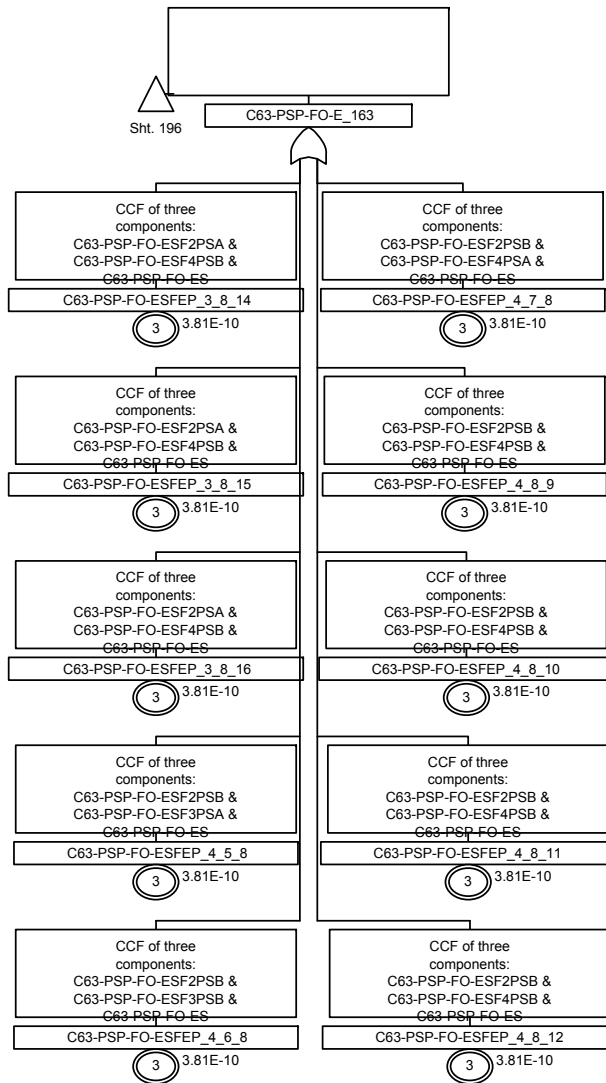 Sht. 196
C63-PSP-FO-E_163
CCF of three
components:
C63-PSP-FO-ESF2PSA &
C63-PSP-FO-ESF4PSB &
C63-PSP-FO-ES
C63-PSP-FO-ESFEP_3_8_14
3
3.81E-10
CCF of three
components:
C63-PSP-FO-ESF2PSB &
C63-PSP-FO-ESF4PSA &
C63-PSP-FO-ES
C63-PSP-FO-ESFEP_4_7_8
3
3.81E-10
CCF of three
components:
C63-PSP-FO-ESF2PSA &
C63-PSP-FO-ESF4PSB &
C63-PSP-FO-ES
C63-PSP-FO-ESFEP_3_8_15
3
3.81E-10
CCF of three
components:
C63-PSP-FO-ESF2PSB &
C63-PSP-FO-ESF4PSB &
C63-PSP-FO-ES
C63-PSP-FO-ESFEP_4_8_9
3
3.81E-10
CCF of three
components:
C63-PSP-FO-ESF2PSA &
C63-PSP-FO-ESF4PSB &
C63-PSP-FO-ES
C63-PSP-FO-ESFEP_3_8_16
3
3.81E-10
CCF of three
components:
C63-PSP-FO-ESF2PSB &
C63-PSP-FO-ESF4PSB &
C63-PSP-FO-ES
C63-PSP-FO-ESFEP_4_8_10
3
3.81E-10
CCF of three
components:
C63-PSP-FO-ESF2PSB &
C63-PSP-FO-ESF3PSA &
C63-PSP-FO-ES
C63-PSP-FO-ESFEP_4_5_8
3
3.81E-10
CCF of three
components:
C63-PSP-FO-ESF2PSB &
C63-PSP-FO-ESF4PSB &
C63-PSP-FO-ES
C63-PSP-FO-ESFEP_4_8_11
3
3.81E-10
CCF of three
components:
C63-PSP-FO-ESF2PSB &
C63-PSP-FO-ESF3PSB &
C63-PSP-FO-ES
C63-PSP-FO-ESFEP_4_6_8
3
3.81E-10
CCF of three
components:
C63-PSP-FO-ESF2PSB &
C63-PSP-FO-ESF4PSB &
C63-PSP-FO-ES
C63-PSP-FO-ESFEP_4_8_12
3
3.81E-10